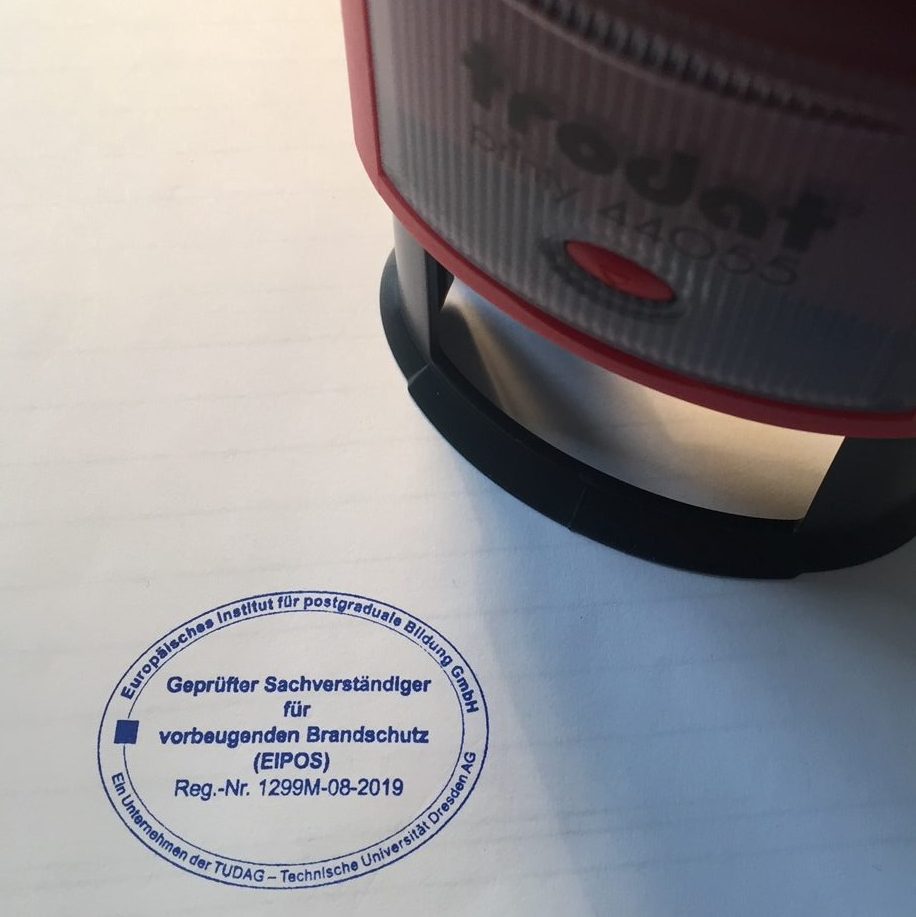 trodat
printy 44055
Europäisches Institut für postgraduale Bildung GmbH
Geprüfter Sachverständiger
für
vorbeugenden Brandschutz
(EIPOS)
Reg.-Nr. 1299M-08-2019
Ein Unternehmen der TUDAG – Technische Universität Dresden AG